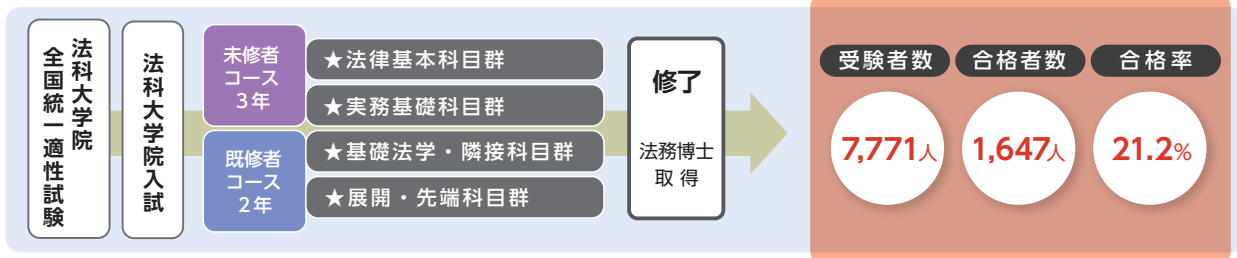 法科大学院
全国統一適性試験
法科大学院入試
未修者
コース
3年
既修者
コース
2年
★法律基本科目群
★実務基礎科目群
★基礎法学・隣接科目群
★展開・先端科目群
修了
法務博士
取得
受験者数
合格者数
合格率
7,771人
1,647人
21.2%